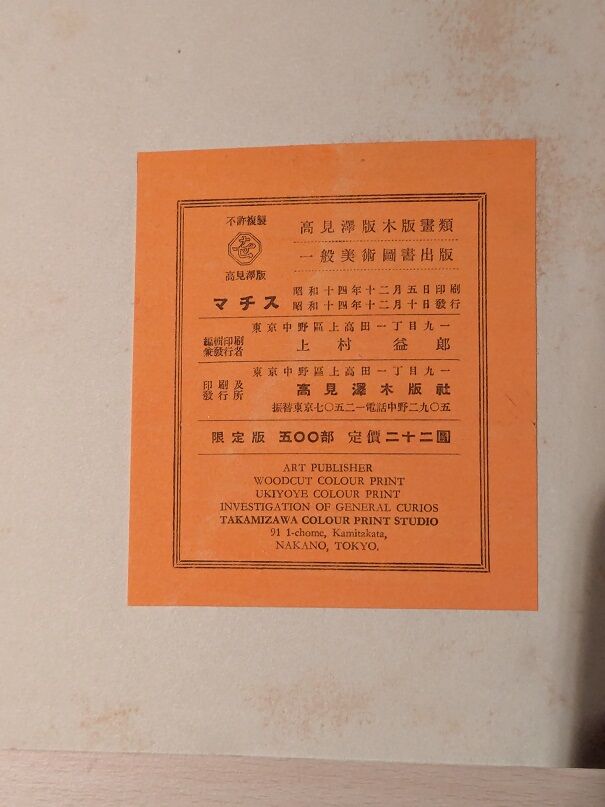 不許複製
高見澤版
高見澤版木版畫類
一般美術圖書出版
マチス 昭和十四年十二月五日印刷
昭和十四年十二月十日發行
東京中野區上高田一丁目九一
編輯印刷兼發行者 上村益郎
東京中野區上高田一丁目九一
印刷及發行所 高見澤木版社
振替東京七〇五二一電話中野二九〇五
限定版 五〇〇部 定價二十二圓
ART PUBLISHER
WOODCUT COLOUR PRINT
UKIYOYE COLOUR PRINT
INVESTIGATION OF GENERAL CURIOS
TAKAMIZAWA COLOUR PRINT STUDIO
91 1-chome, Kamitakata,
NAKANO, TOKYO.